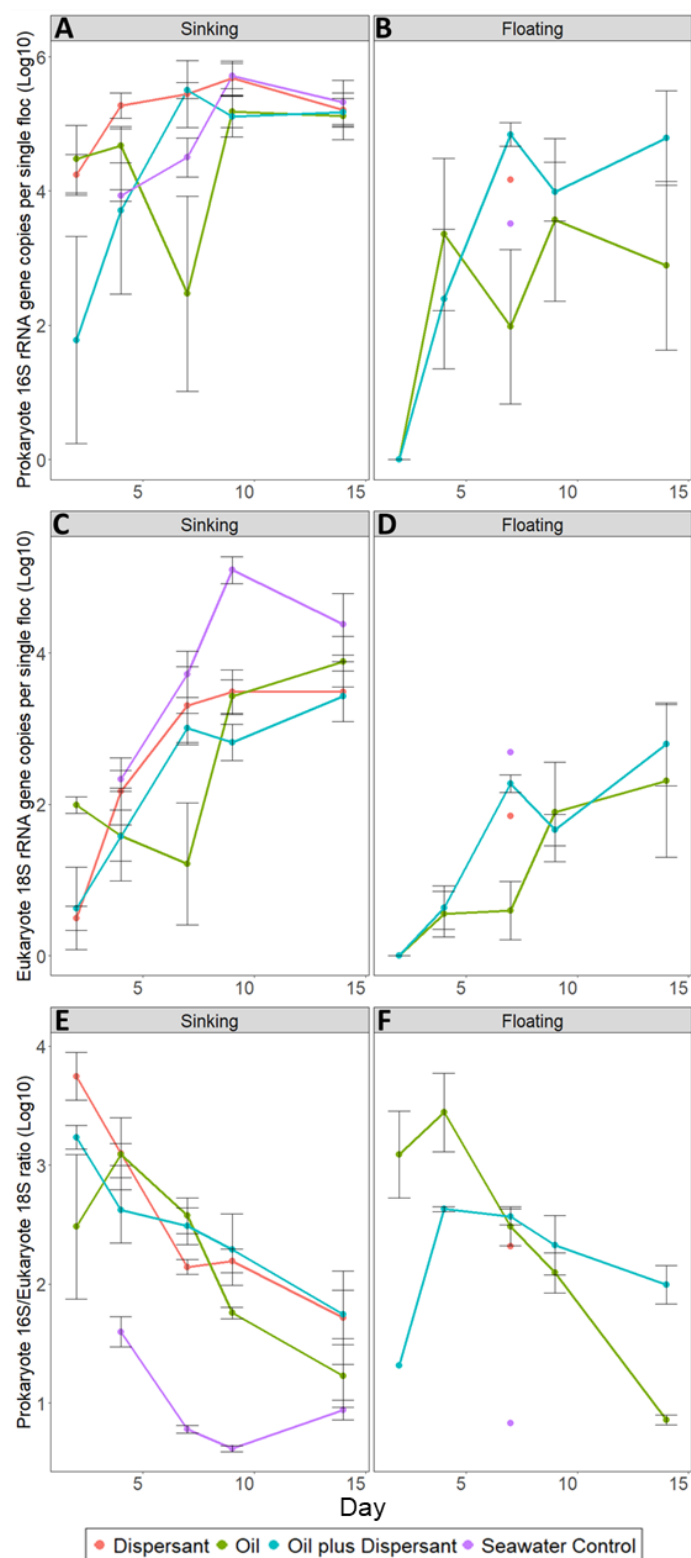 A
Sinking
B
Floating
Prokaryote 16S rRNA gene copies per single floc (Log10)
6
4
2
0
5
10
15
5
10
15
C
Sinking
D
Floating
Eukaryote 18S rRNA gene copies per single floc (Log10)
4
2
0
5
10
15
5
10
15
E
Sinking
F
Floating
Prokaryote 16S/Eukaryote 18S ratio (Log10)
4
3
2
1
5
10
15
5
10
15
Day
Dispersant Oil Oil plus Dispersant Seawater Control